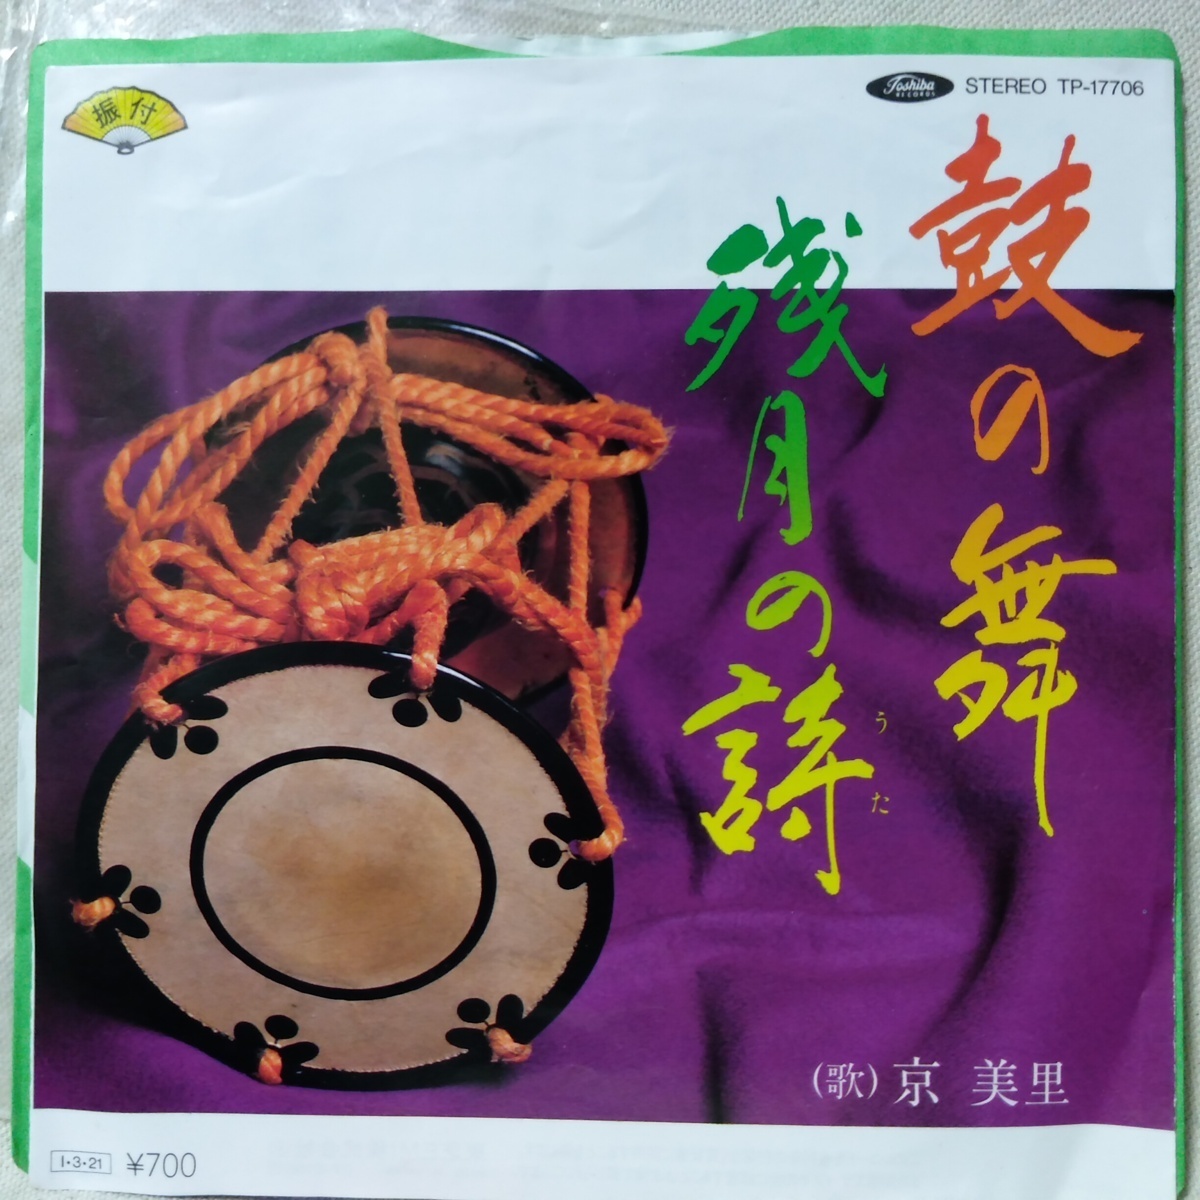 振付
Toshiba
RECORDS
STEREO TP-17706
鼓の舞
残月の詩
うた
(歌) 京 美里
I・3・21 ¥700